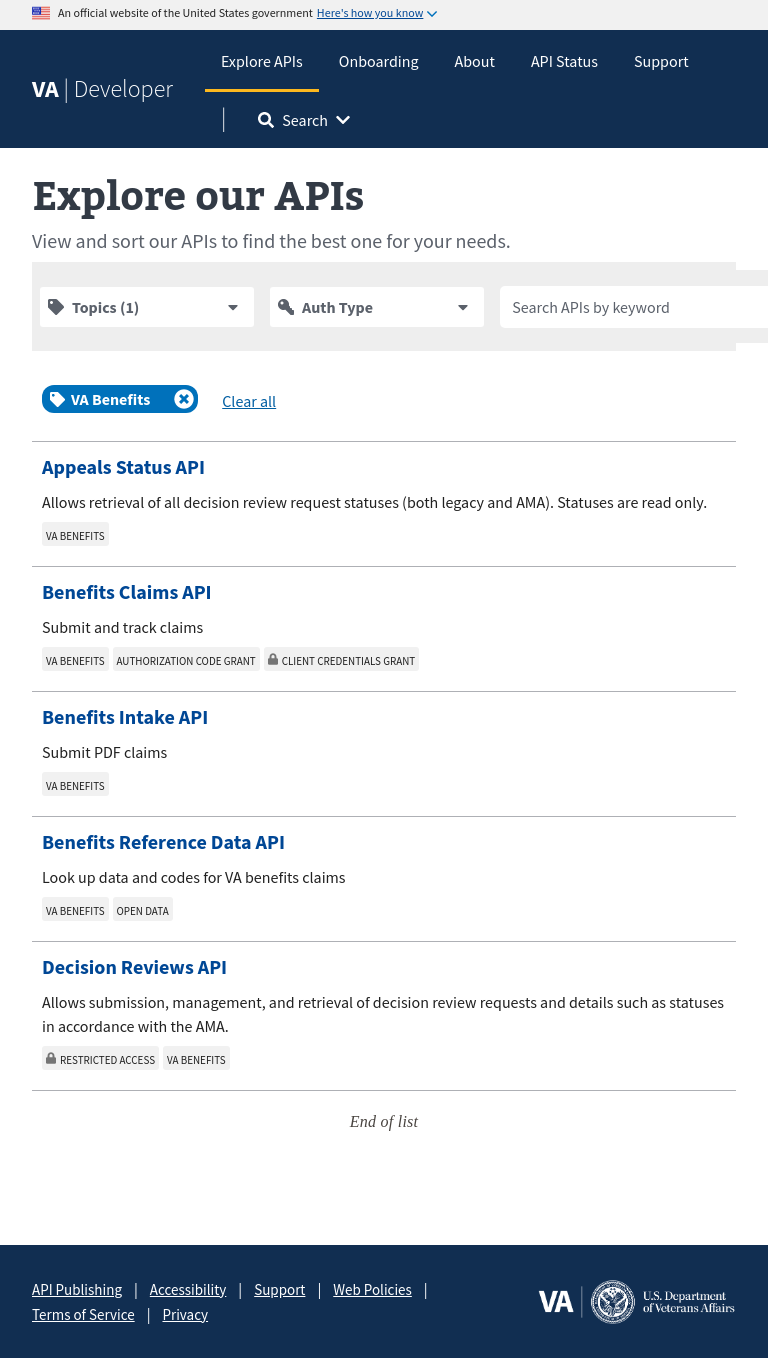 An official website of the United States government Here's how you know
Explore APIs Onboarding About API Status Support
VA | Developer
Search
Explore our APIs
View and sort our APIs to find the best one for your needs.
Topics (1) Auth Type Search APIs by keyword
VA Benefits Clear all
Appeals Status API
Allows retrieval of all decision review request statuses (both legacy and AMA). Statuses are read only.
VA BENEFITS
Benefits Claims API
Submit and track claims
VA BENEFITS AUTHORIZATION CODE GRANT CLIENT CREDENTIALS GRANT
Benefits Intake API
Submit PDF claims
VA BENEFITS
Benefits Reference Data API
Look up data and codes for VA benefits claims
VA BENEFITS OPEN DATA
Decision Reviews API
Allows submission, management, and retrieval of decision review requests and details such as statuses
in accordance with the AMA.
RESTRICTED ACCESS VA BENEFITS
End of list
API Publishing | Accessibility | Support | Web Policies |
Terms of Service | Privacy
VA | U.S. Department
of Veterans Affairs